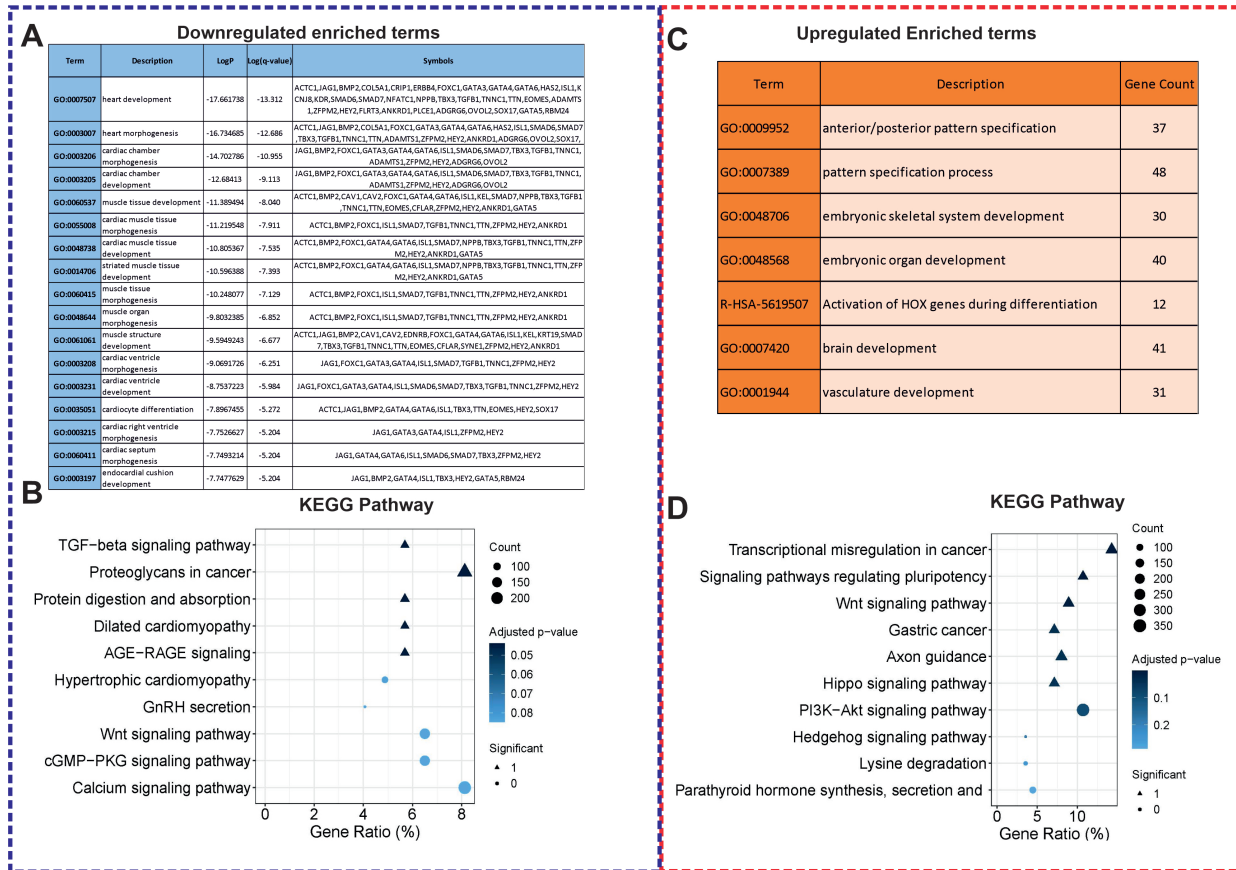 A
Downregulated enriched terms
Term Description LogP Log(q-value) Symbols
GO:0007507 heart development -17.661738 -13.312 ACTC1,JAG1,BMP2,COL5A1,CRIP1,ERBB4,FOXC1,GATA3,GATA4,GATA6,HAS2,ISL1,K
CNJ8,KDR,SMAD6,SMAD7,NFATC1,NPPB,TBX3,TGFB1,TNNC1,TTN,EOMES,ADAMTS
1,ZFPM2,HEY2,FLRT3,ANKRD1,PLCE1,ADGRG6,OVOL2,SOX17,GATA5,RBM24
GO:0003007 heart morphogenesis -16.734685 -12.686 ACTC1,JAG1,BMP2,COL5A1,FOXC1,GATA3,GATA4,GATA6,HAS2,ISL1,SMAD6,SMAD7
,TBX3,TGFB1,TNNC1,TTN,ADAMTS1,ZFPM2,HEY2,ANKRD1,ADGRG6,OVOL2,SOX17,
GO:0003206 cardiac chamber morphogenesis -14.702786 -10.955 JAG1,BMP2,FOXC1,GATA3,GATA4,GATA6,ISL1,SMAD6,SMAD7,TBX3,TGFB1,TNNC1,
ADAMTS1,ZFPM2,HEY2,ADGRG6,OVOL2
GO:0003205 cardiac chamber development -12.68413 -9.113 JAG1,BMP2,FOXC1,GATA3,GATA4,GATA6,ISL1,SMAD6,SMAD7,TBX3,TGFB1,TNNC1,
ADAMTS1,ZFPM2,HEY2,ADGRG6,OVOL2
GO:0060537 muscle tissue development -11.389494 -8.040 ACTC1,BMP2,CAV1,CAV2,FOXC1,GATA4,GATA6,ISL1,KEL,SMAD7,NPPB,TBX3,TGFB1
,TNNC1,TTN,EOMES,CFLAR,ZFPM2,HEY2,ANKRD1,GATA5
GO:0055008 cardiac muscle tissue morphogenesis -11.219548 -7.911 ACTC1,BMP2,FOXC1,ISL1,SMAD7,TGFB1,TNNC1,TTN,ZFPM2,HEY2,ANKRD1
GO:0048738 cardiac muscle tissue development -10.805367 -7.535 ACTC1,BMP2,FOXC1,GATA4,GATA6,ISL1,SMAD7,NPPB,TBX3,TGFB1,TNNC1,TTN,ZFP
M2,HEY2,ANKRD1,GATA5
GO:0014706 striated muscle tissue development -10.596388 -7.393 ACTC1,BMP2,FOXC1,GATA4,GATA6,ISL1,SMAD7,NPPB,TBX3,TGFB1,TNNC1,TTN,ZFP
M2,HEY2,ANKRD1,GATA5
GO:0060415 muscle tissue morphogenesis -10.248077 -7.129 ACTC1,BMP2,FOXC1,ISL1,SMAD7,TGFB1,TNNC1,TTN,ZFPM2,HEY2,ANKRD1
GO:0048644 muscle organ morphogenesis -9.8032385 -6.852 ACTC1,BMP2,FOXC1,ISL1,SMAD7,TGFB1,TNNC1,TTN,ZFPM2,HEY2,ANKRD1
GO:0061061 muscle structure development -9.5949243 -6.677 ACTC1,JAG1,BMP2,CAV1,CAV2,EDNRB,FOXC1,GATA4,GATA6,ISL1,KEL,KRT19,SMAD
7,TBX3,TGFB1,TNNC1,TTN,EOMES,CFLAR,SYNE1,ZFPM2,HEY2,ANKRD1
GO:0003208 cardiac ventricle morphogenesis -9.0691726 -6.251 JAG1,FOXC1,GATA3,GATA4,ISL1,SMAD7,TGFB1,TNNC1,ZFPM2,HEY2
GO:0003231 cardiac ventricle development -8.7537223 -5.984 JAG1,FOXC1,GATA3,GATA4,ISL1,SMAD6,SMAD7,TBX3,TGFB1,TNNC1,ZFPM2,HEY2
GO:0035051 cardiocyte differentiation -7.8967455 -5.272 ACTC1,JAG1,BMP2,GATA4,GATA6,ISL1,TBX3,TTN,EOMES,HEY2,SOX17
GO:0003215 cardiac right ventricle morphogenesis -7.7526627 -5.204 JAG1,GATA3,GATA4,ISL1,ZFPM2,HEY2
GO:0060411 cardiac septum morphogenesis -7.7493214 -5.204 JAG1,GATA4,GATA6,ISL1,SMAD6,SMAD7,TBX3,ZFPM2,HEY2
GO:0003197 endocardial cushion development -7.7477629 -5.204 JAG1,BMP2,GATA4,ISL1,TBX3,HEY2,GATA5,RBM24
B
KEGG Pathway
TGF-beta signaling pathway
Proteoglycans in cancer
Protein digestion and absorption
Dilated cardiomyopathy
AGE-RAGE signaling
Hypertrophic cardiomyopathy
GnRH secretion
Wnt signaling pathway
cGMP-PKG signaling pathway
Calcium signaling pathway
0 2 4 6 8
Gene Ratio (%)
Count
100
150
200
Adjusted p-value
0.05
0.06
0.07
0.08
Significant
1
0
C
Upregulated Enriched terms
Term Description Gene Count
GO:0009952 anterior/posterior pattern specification 37
GO:0007389 pattern specification process 48
GO:0048706 embryonic skeletal system development 30
GO:0048568 embryonic organ development 40
R-HSA-5619507 Activation of HOX genes during differentiation 12
GO:0007420 brain development 41
GO:0001944 vasculature development 31
D
KEGG Pathway
Transcriptional misregulation in cancer
Signaling pathways regulating pluripotency
Wnt signaling pathway
Gastric cancer
Axon guidance
Hippo signaling pathway
PI3K-Akt signaling pathway
Hedgehog signaling pathway
Lysine degradation
Parathyroid hormone synthesis, secretion and
0 5 10
Gene Ratio (%)
Count
100
150
200
250
300
350
Adjusted p-value
0.1
0.2
Significant
1
0